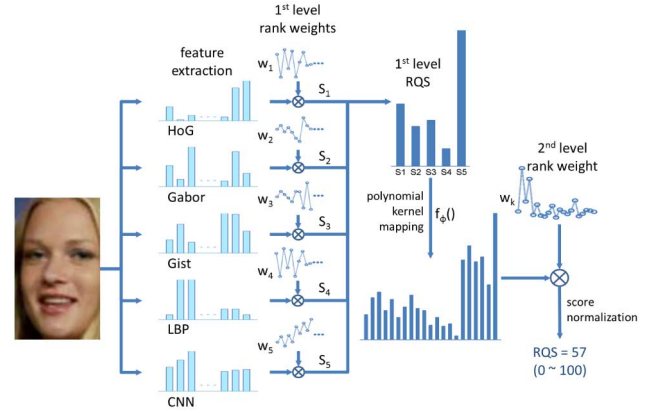 1st level
rank weights
feature
extraction
w1
S1
HoG
w2
S2
Gabor
w3
S3
Gist
w4
S4
LBP
w5
S5
CNN
1st level
RQS
S1 S2 S3 S4 S5
polynomial
kernel
mapping
fϕ()
2nd level
rank weight
wk
score
normalization
RQS = 57
(0 ~ 100)